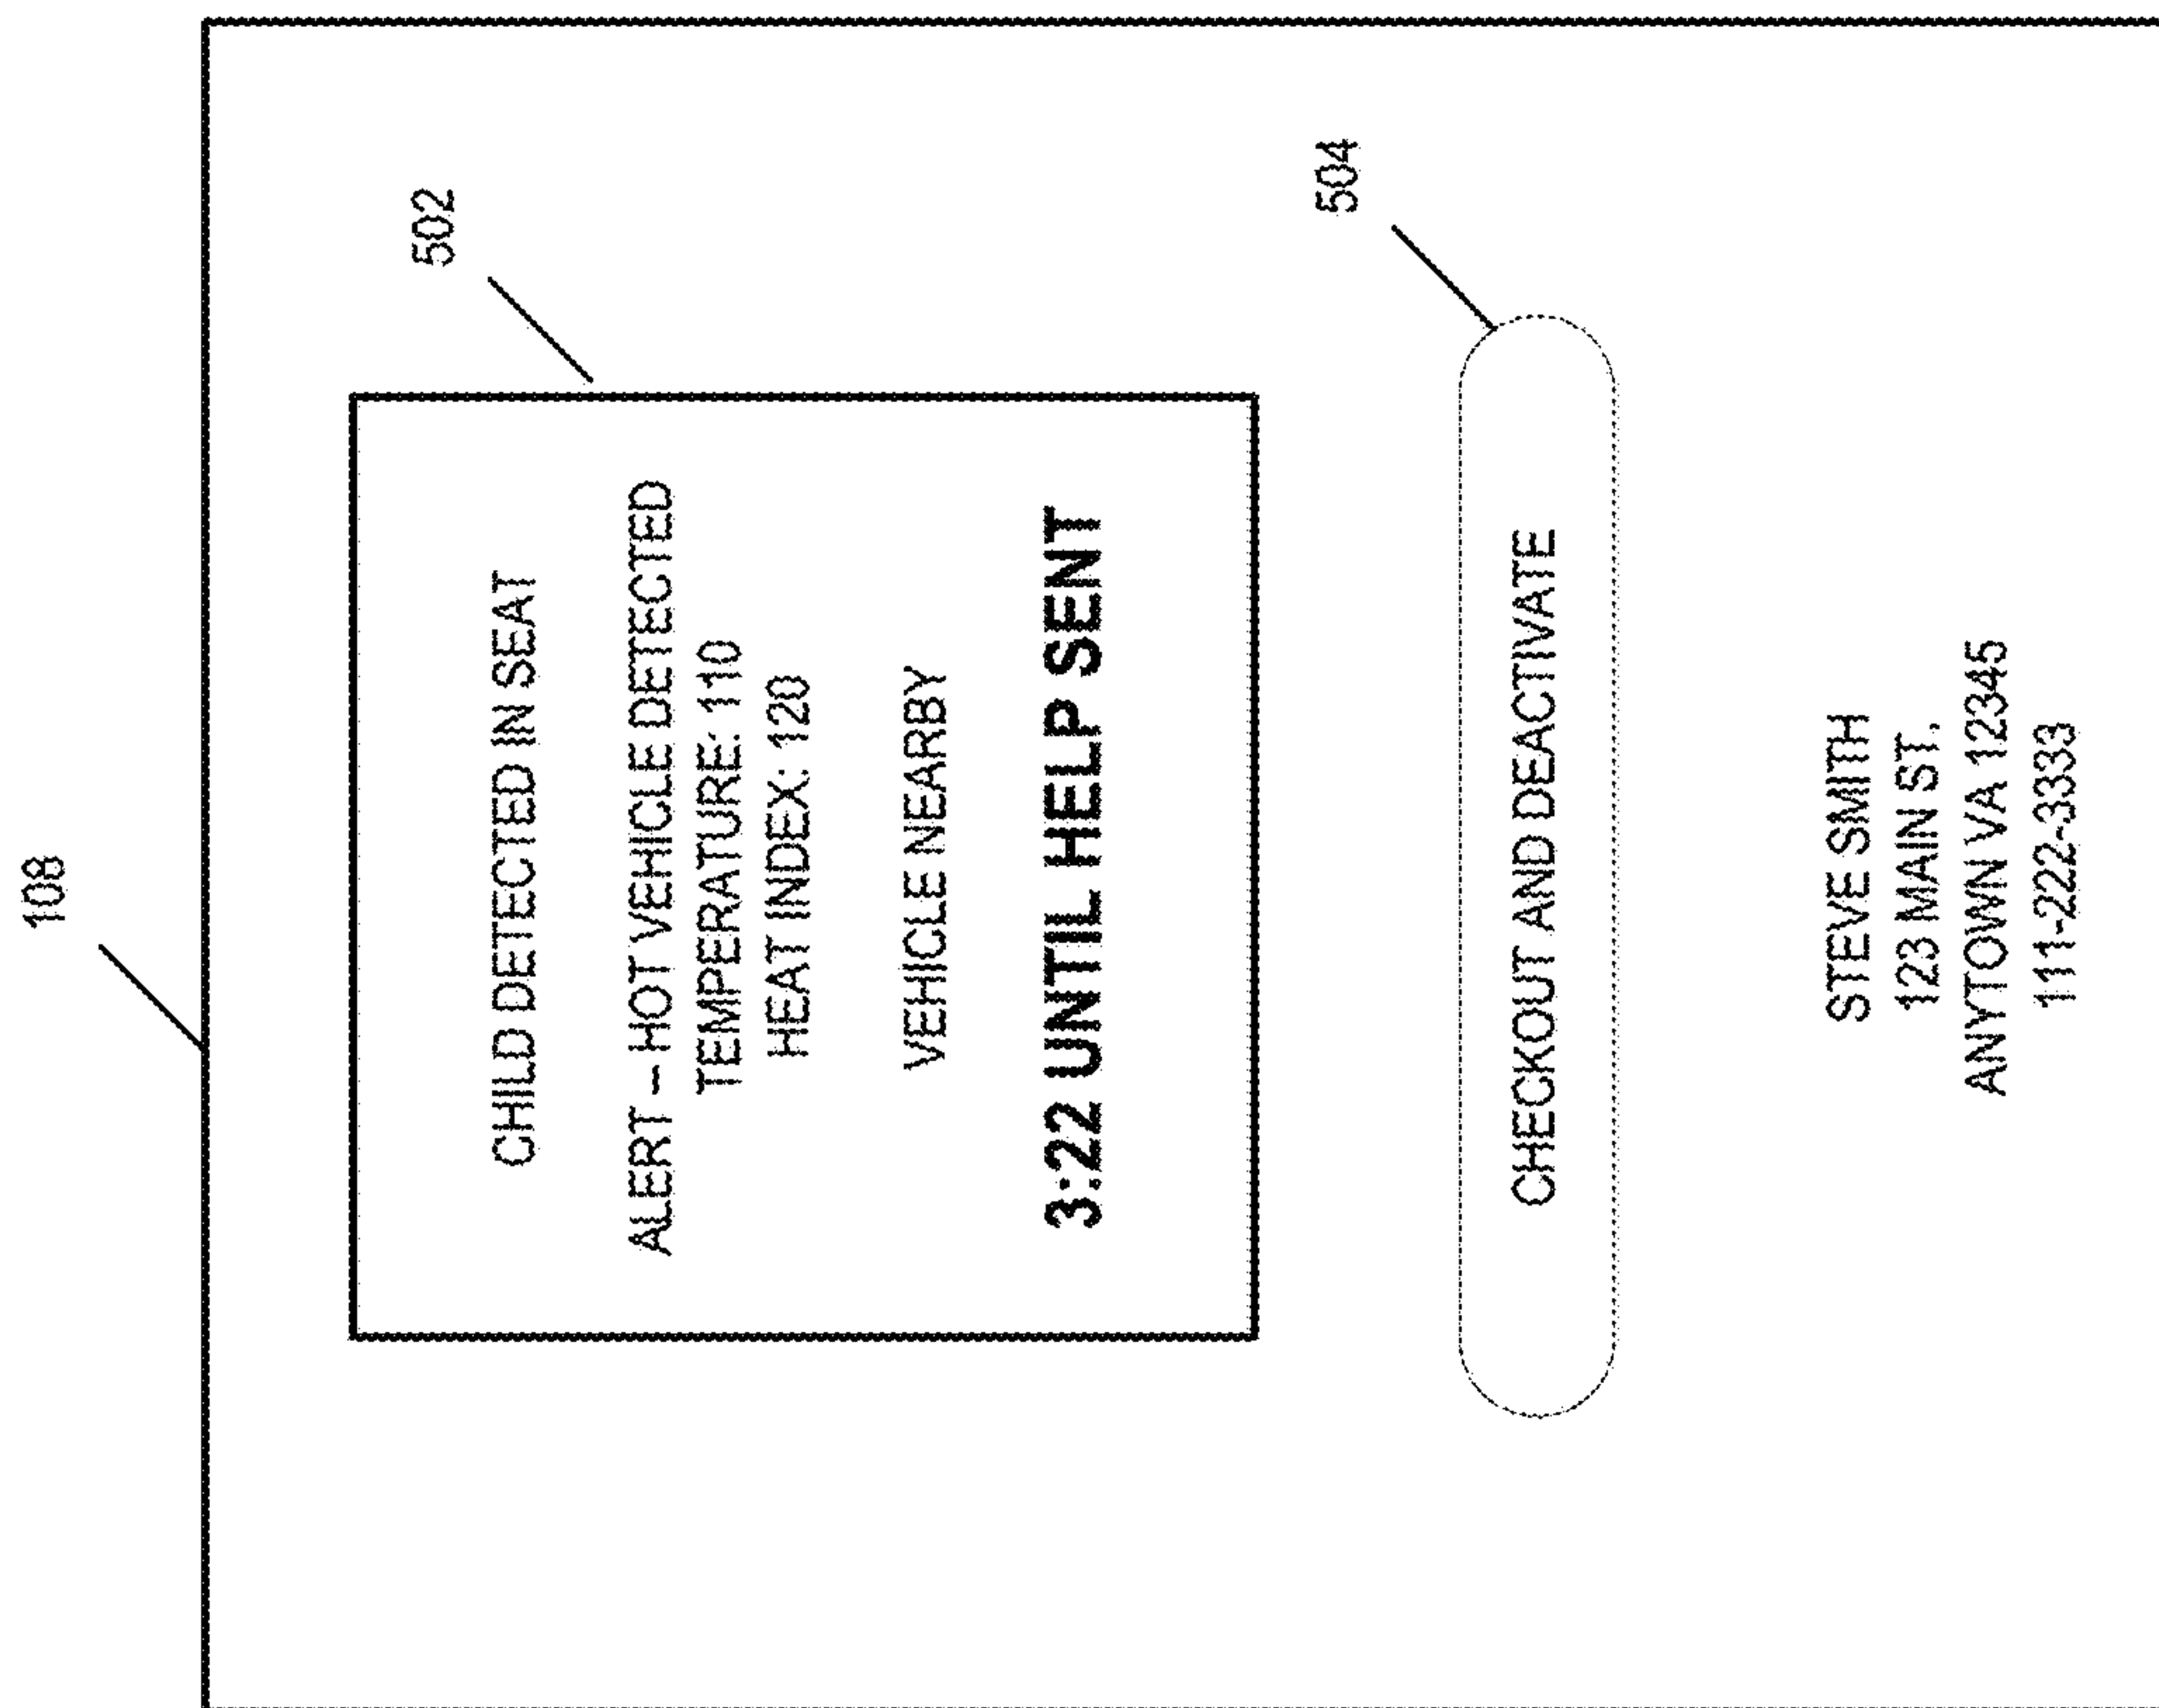 108
502
CHILD DETECTED IN SEAT
ALERT – HOT VEHICLE DETECTED
TEMPERATURE: 110
HEAT INDEX: 120
VEHICLE NEARBY
3:22 UNTIL HELP SENT
504
CHECKOUT AND DEACTIVATE
STEVE SMITH
123 MAIN ST.
ANYTOWN VA 12345
111-222-3333